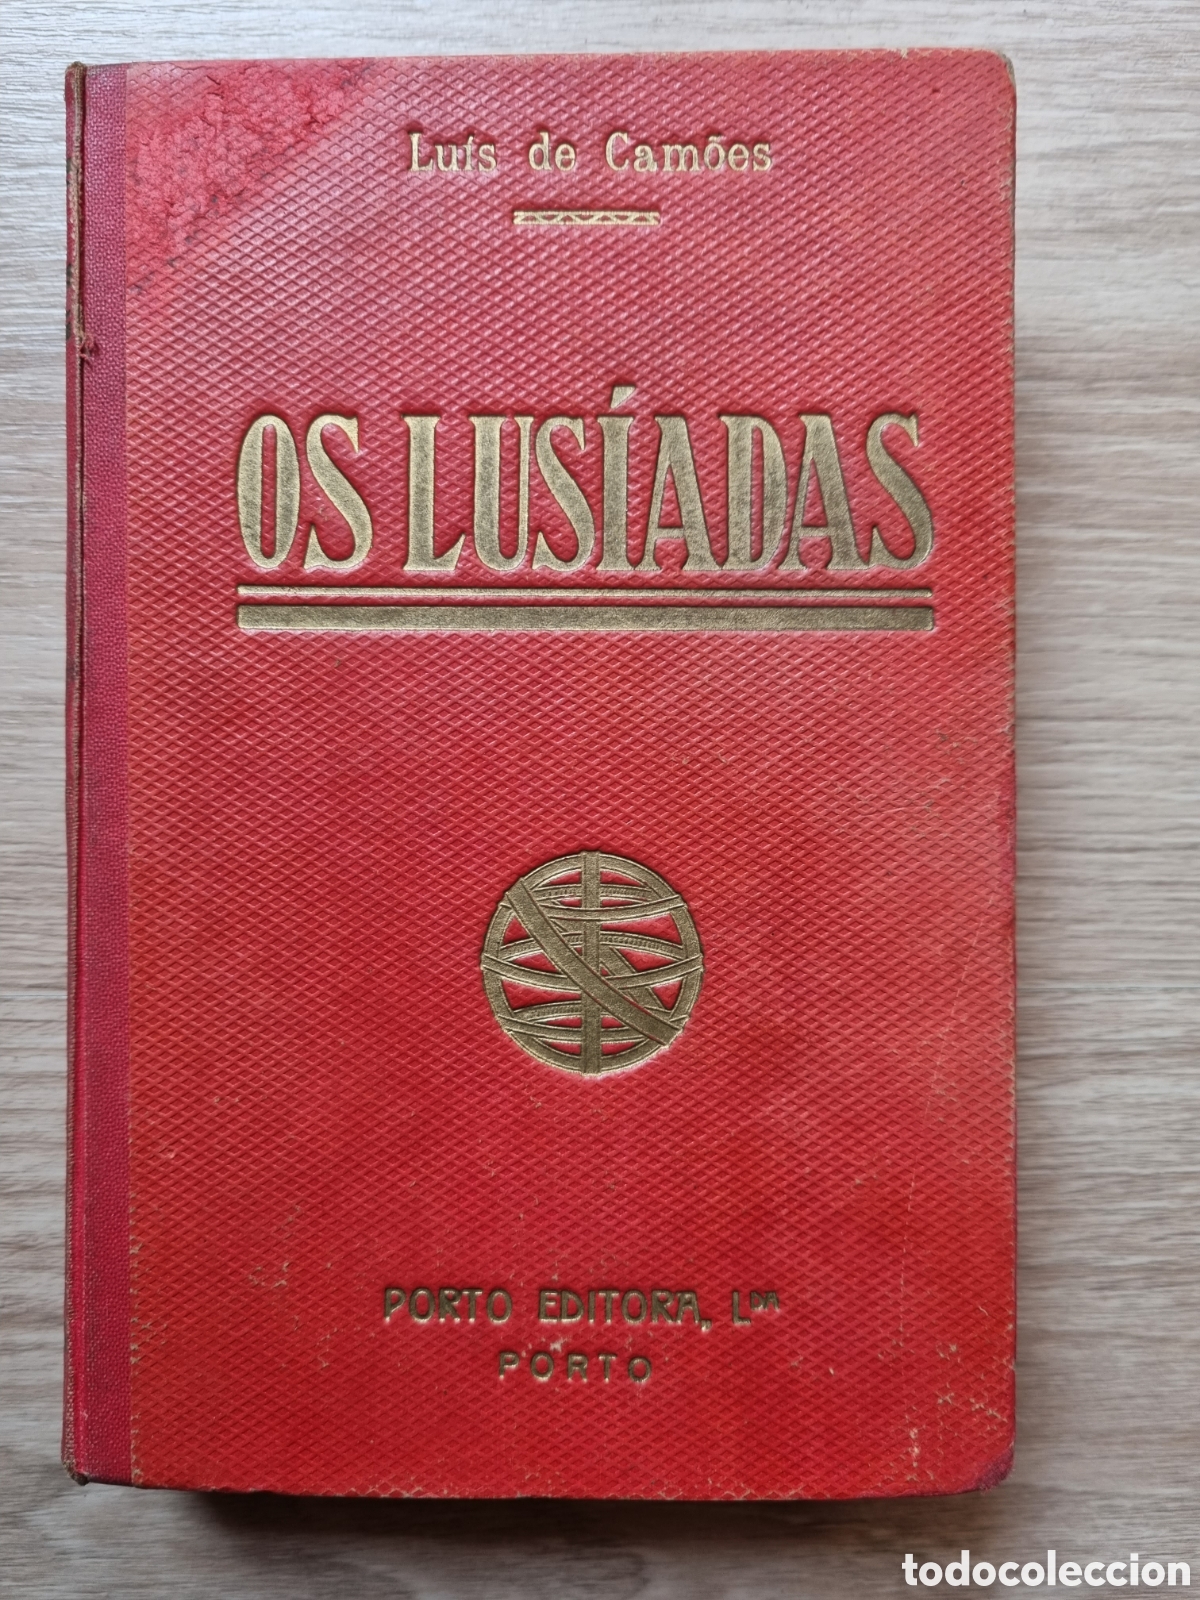 Luís de Camões
OS LUSÍADAS
PORTO EDITORA, LDA
PORTO
todocoleccion